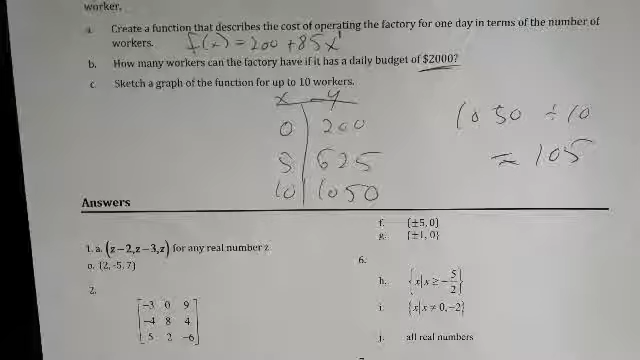 worker.
a. Create a function that describes the cost of operating the factory for one day in terms of the number of
workers. f(x) = 200 + 85x¹
b. How many workers can the factory have if it has a daily budget of $2000?
c. Sketch a graph of the function for up to 10 workers.
x y
0 200
5 625
10 1050
1050 ÷ 10
≈ 105
Answers
1. a. (z−2,z−3,z) for any real number z
o. (2,-5,7)
2.
−3 0 9
−4 8 4
5 2 −6
f. {±5, 0}
g. {±1, 0}
6.
h. {x|x ≥ −5/2}
i. {x|x ≠ 0,−2}
j. all real numbers